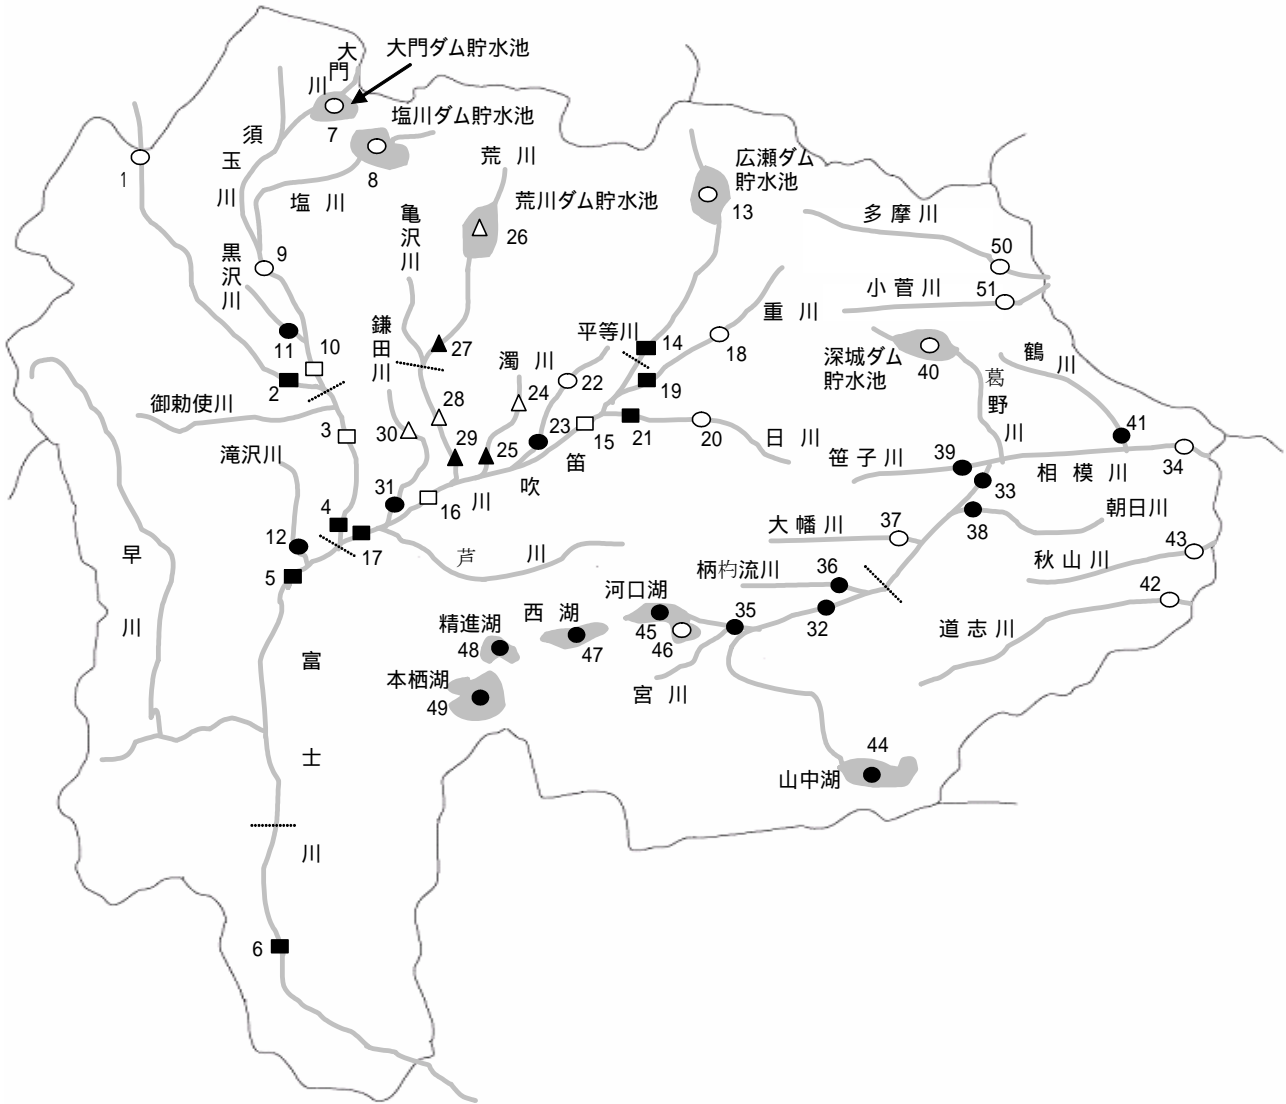 大門ダム貯水池
大門川
7
塩川ダム貯水池
8
須玉川
塩川
1
9
黒沢川
11
10
2
御勅使川
3
滝沢川
4
12
5
17
早川
富士川
6
荒川
荒川ダム貯水池
26
亀沢川
27
鎌田川
28
30
29
31
濁川
24
25
22
23
16
笛吹川
芦川
広瀬ダム
貯水池
13
平等川
14
重川
18
19
15
21
20
日川
多摩川
50
小菅川
51
深城ダム
貯水池
40
葛野川
鶴川
41
34
笹子川
39
33
相模川
38
朝日川
大幡川
37
秋山川
43
柄杓流川
36
32
道志川
42
河口湖
45
46
35
宮川
西湖
47
精進湖
48
本栖湖
49
44
山中湖